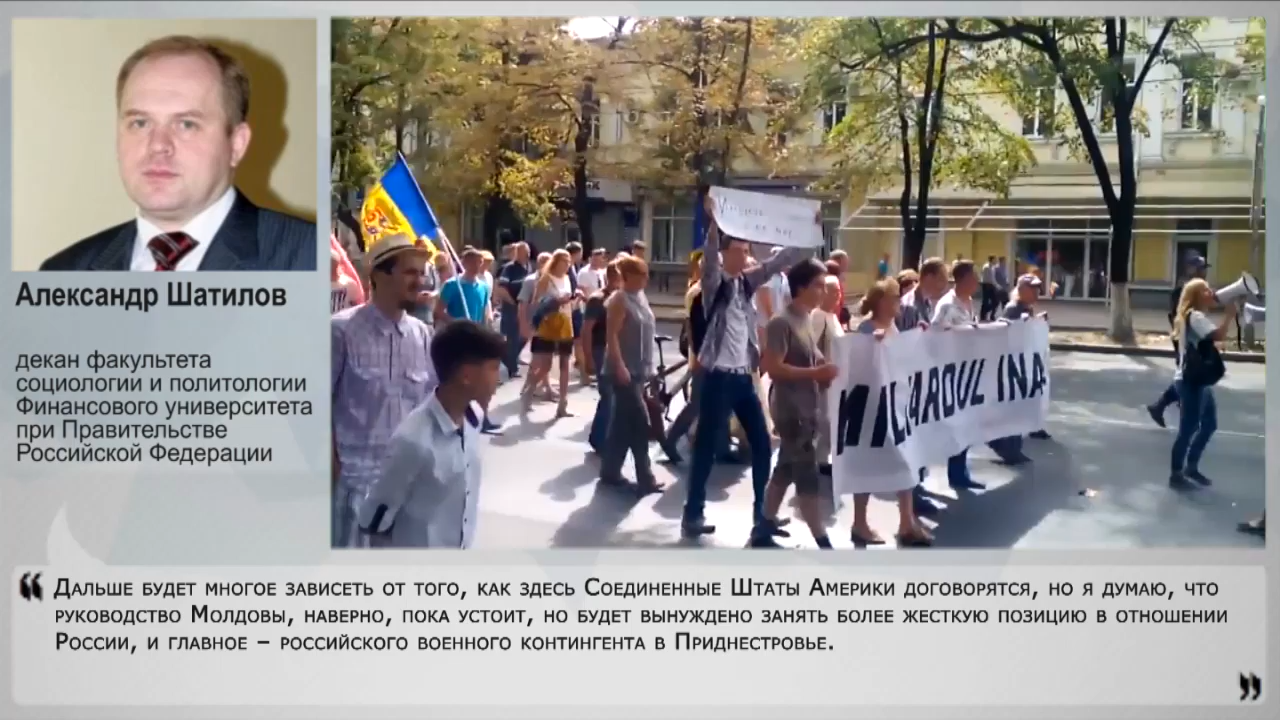 Александр Шатилов
декан факультета
социологии и политологии
Финансового университета
при Правительстве
Российской Федерации
MILIARDUL INA
“ Дальше будет многое зависеть от того, как здесь Соединенные Штаты Америки договорятся, но я думаю, что
руководство Молдовы, наверно, пока устоит, но будет вынуждено занять более жесткую позицию в отношении
России, и главное – российского военного контингента в Приднестровье.
”